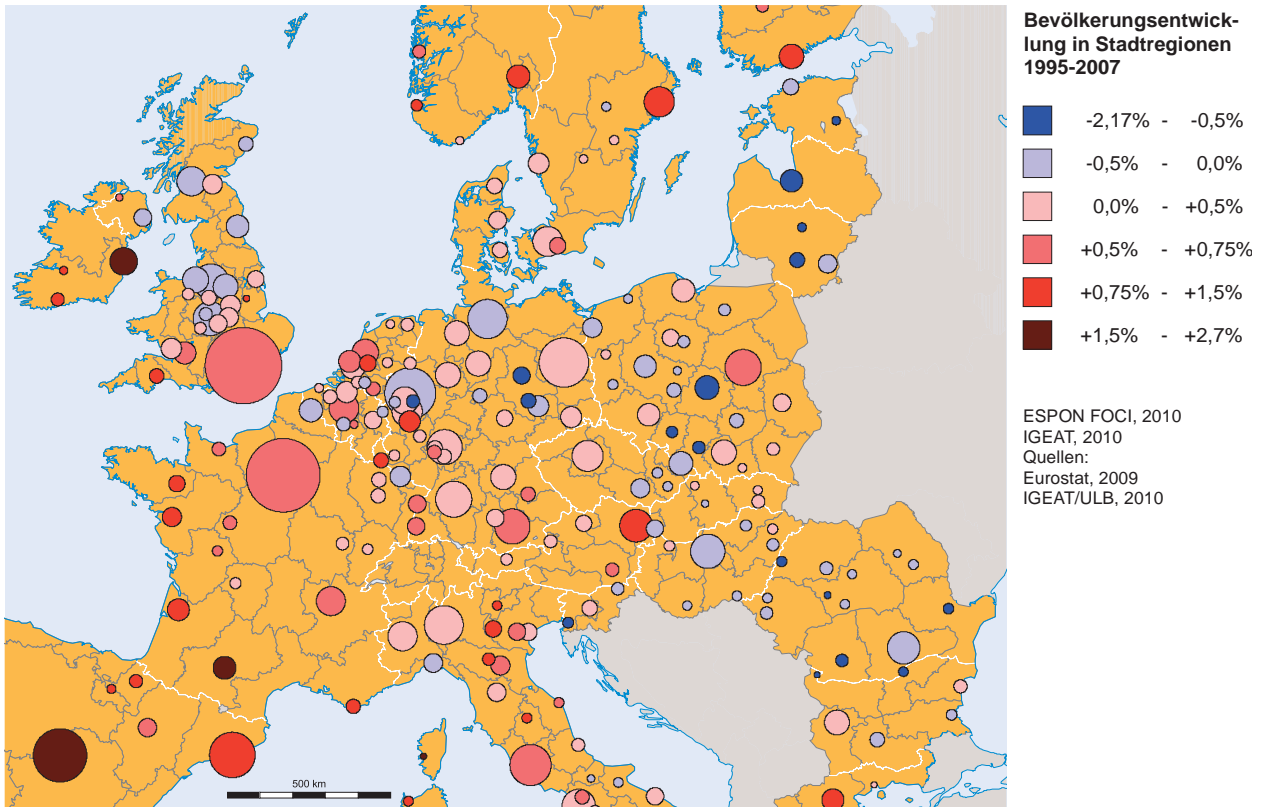 Bevölkerungsentwick-
lung in Stadtregionen
1995-2007
-2,17% - -0,5%
-0,5% - 0,0%
0,0% - +0,5%
+0,5% - +0,75%
+0,75% - +1,5%
+1,5% - +2,7%
ESPON FOCI, 2010
IGEAT, 2010
Quellen:
Eurostat, 2009
IGEAT/ULB, 2010
500 km